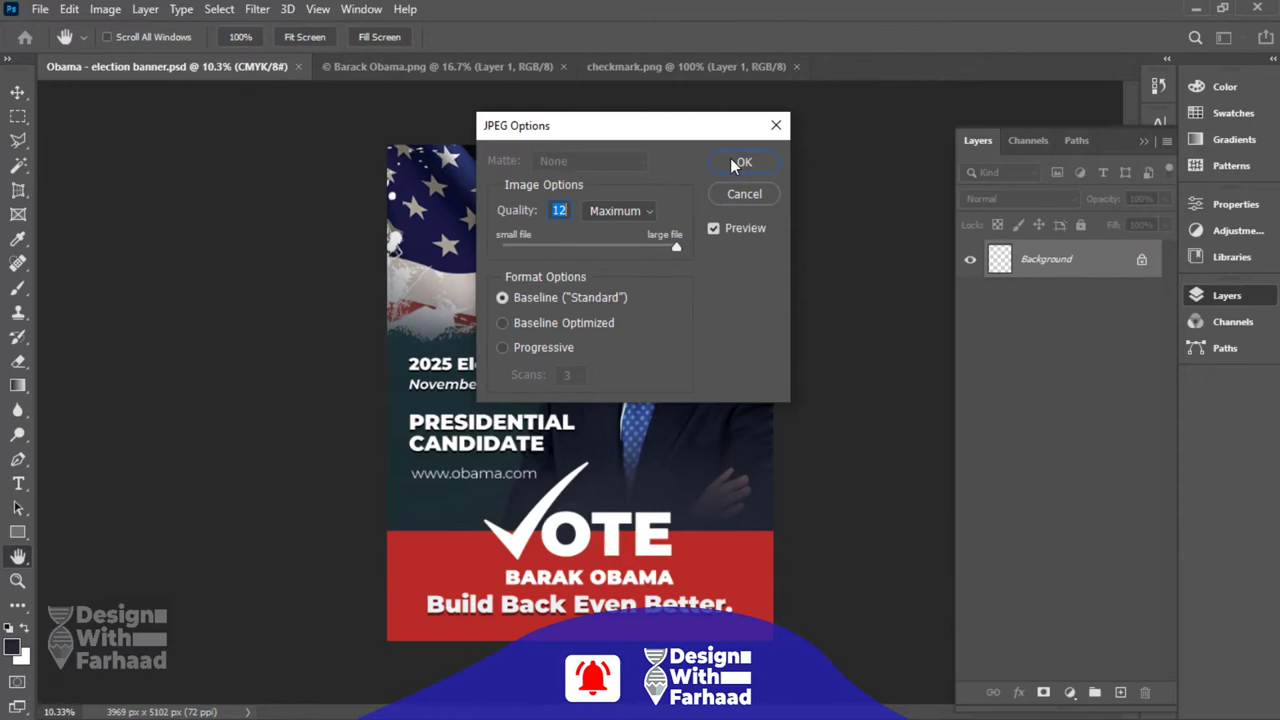 Ps File Edit Image Layer Type Select Filter 3D View Window Help
Scroll All Windows 100% Fit Screen Fill Screen
Obama - election banner.psd @ 10.3% (CMYK/8#) × © Barack Obama.png @ 16.7% (Layer 1, RGB/8) × checkmark.png @ 100% (Layer 1, RGB/8) ×
JPEG Options
Matte: None
OK
Image Options
Cancel
Quality: 12 Maximum
Preview
small file large file
Format Options
Baseline ("Standard")
Baseline Optimized
Progressive
Scans: 3
2025 El
November
PRESIDENTIAL
CANDIDATE
www.obama.com
VOTE
BARAK OBAMA
Build Back Even Better.
Design
With
Farhaad
Design
With
Farhaad
Layers Channels Paths
Kind
Normal Opacity: 100%
Locks: Fill: 100%
Background
Color
Swatches
Gradients
Patterns
Properties
Adjustme...
Libraries
Layers
Channels
Paths
10.33% 3969 px x 5102 px (72 ppi)